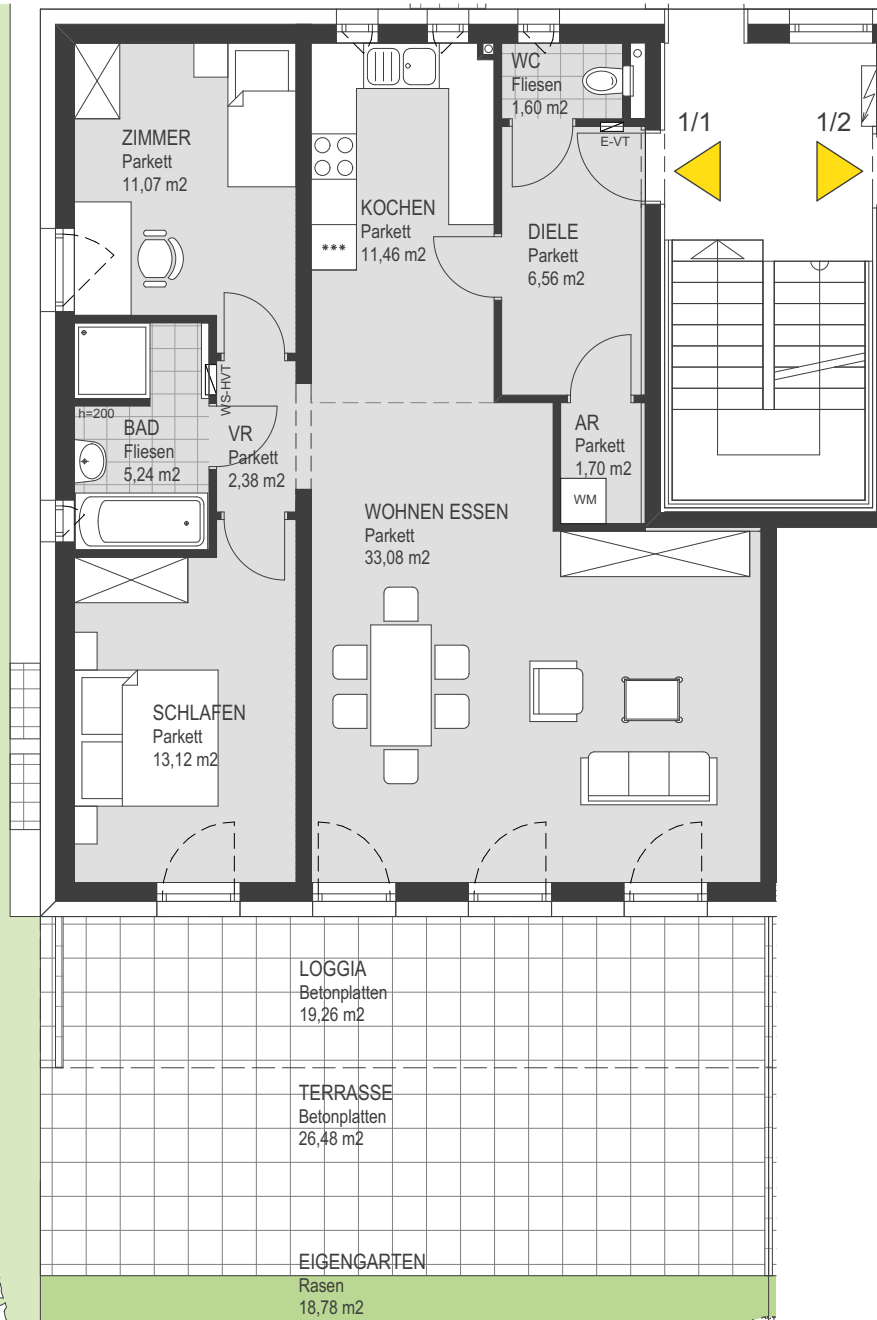 WC
Fliesen
1,60 m2
1/1
1/2
E-VT
ZIMMER
Parkett
11,07 m2
KOCHEN
Parkett
11,46 m2
***
DIELE
Parkett
6,56 m2
WS-HVT
h=200
BAD
Fliesen
5,24 m2
VR
Parkett
2,38 m2
AR
Parkett
1,70 m2
WM
WOHNEN ESSEN
Parkett
33,08 m2
SCHLAFEN
Parkett
13,12 m2
LOGGIA
Betonplatten
19,26 m2
TERRASSE
Betonplatten
26,48 m2
EIGENGARTEN
Rasen
18,78 m2